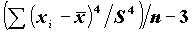 (∑(xᵢ − x̄)⁴/S⁴)/n − 3